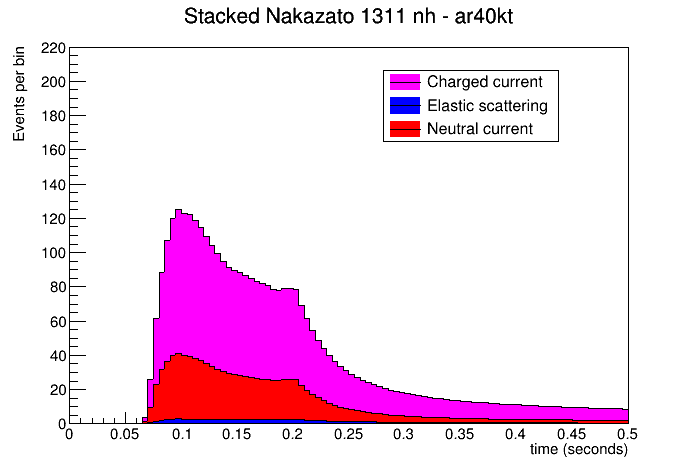 Stacked Nakazato 1311 nh - ar40kt
Events per bin
220
200
180
160
140
120
100
80
60
40
20
0
Charged current
Elastic scattering
Neutral current
0 0.05 0.1 0.15 0.2 0.25 0.3 0.35 0.4 0.45 0.5
time (seconds)